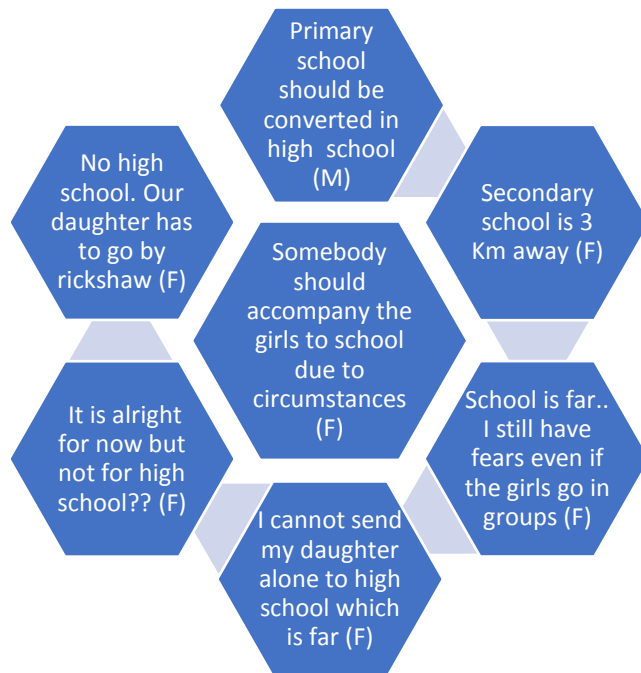 Primary
school
should be
converted in
high school
(M)
No high
school. Our
daughter has
to go by
rickshaw (F)
Secondary
school is 3
Km away (F)
Somebody
should
accompany the
girls to school
due to
circumstances
(F)
It is alright
for now but
not for high
school?? (F)
School is far..
I still have
fears even if
the girls go in
groups (F)
I cannot send
my daughter
alone to high
school which
is far (F)